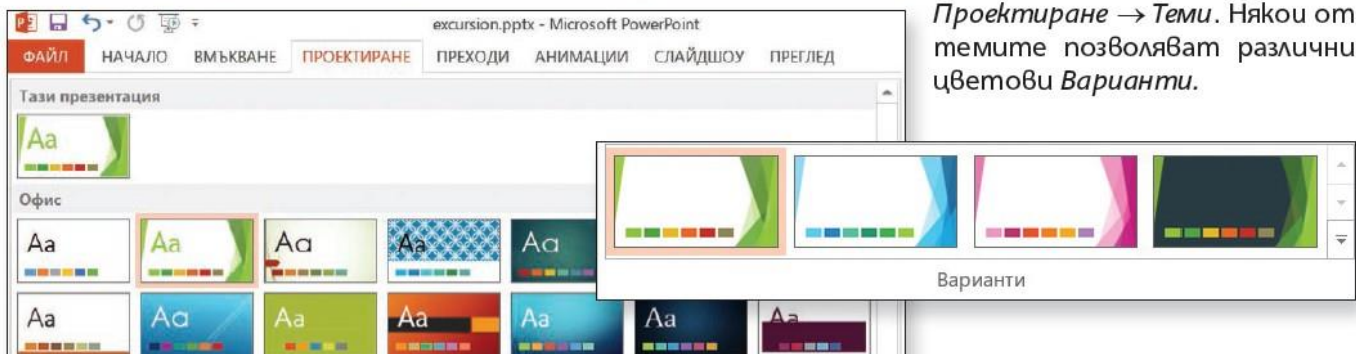 excursion.pptx - Microsoft PowerPoint
ФАЙЛ НАЧАЛО ВМЪКВАНЕ ПРОЕКТИРАНЕ ПРЕХОДИ АНИМАЦИИ СЛАЙДШОУ ПРЕГЛЕД
Тази презентация
Aa
Офис
Aa Aa Aa Aa Aa
Aa Aa Aa Aa Aa Aa Aa
Проектиране → Теми. Някои от
темите позволяват различни
цветови Варианти.
Варианти